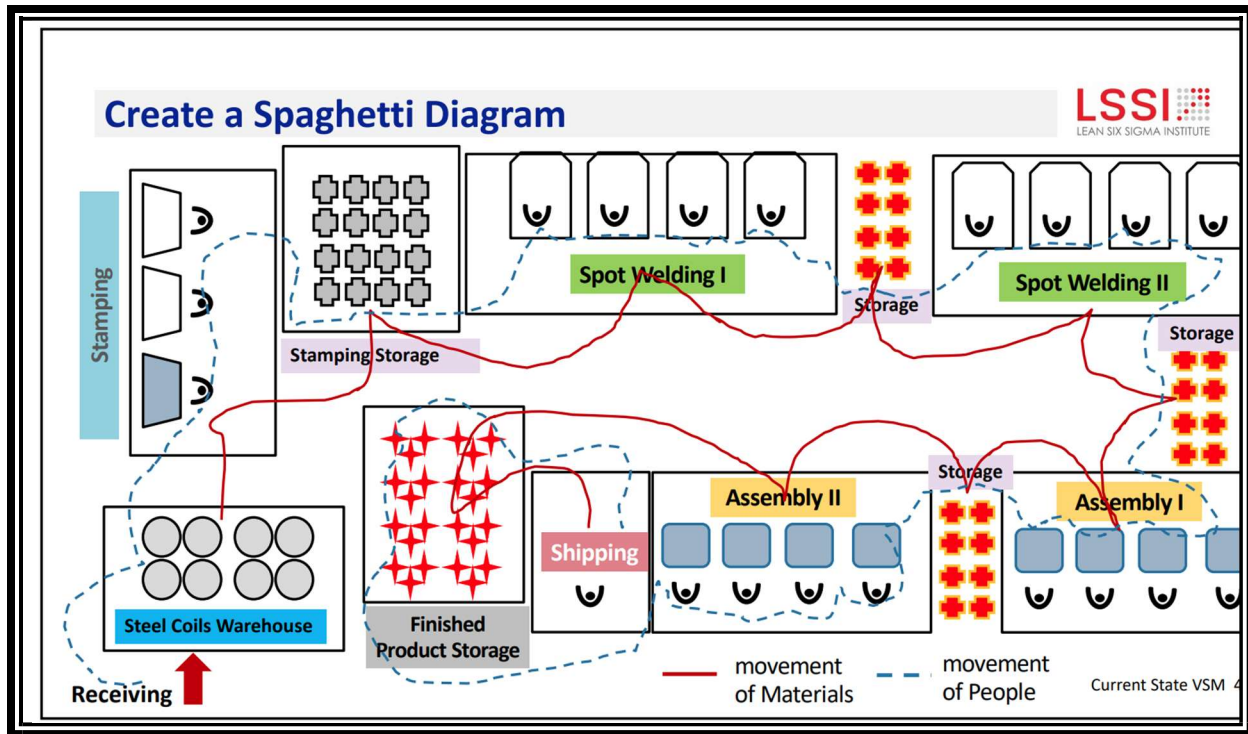 Create a Spaghetti Diagram
LSSI
LEAN SIX SIGMA INSTITUTE
Stamping
Spot Welding I
Storage
Spot Welding II
Stamping Storage
Storage
Assembly II
Storage
Assembly I
Shipping
Steel Coils Warehouse
Finished
Product Storage
Receiving
movement
of Materials
movement
of People
Current State VSM 4